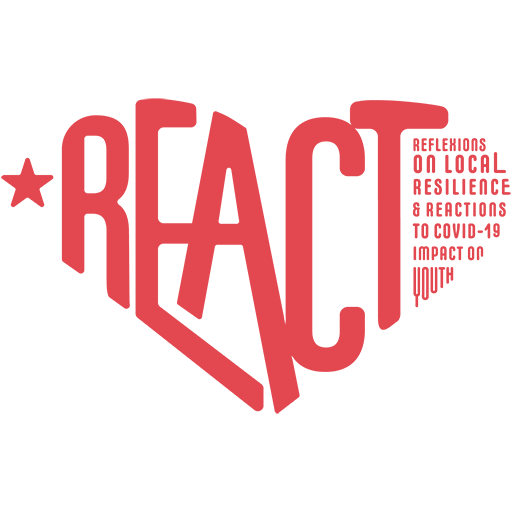 REACT
REFLEXIONS
ON LOCAL
RESILIENCE
& REACTIONS
TO COVID-19
IMPACT ON
YOUTH